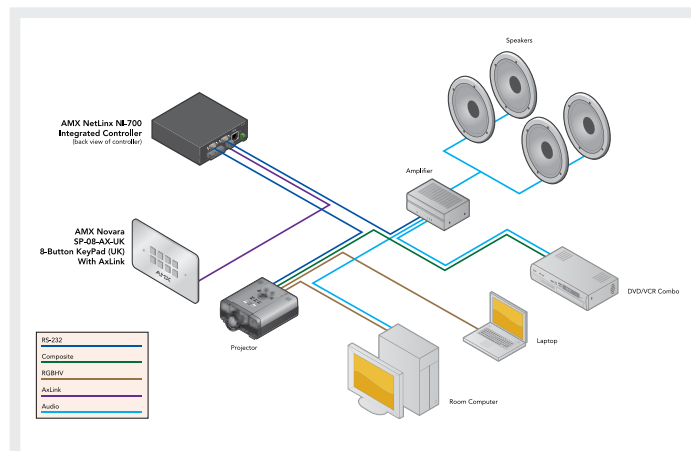 Speakers
AMX NetLinx NI-700
Integrated Controller
(back view of controller)
Amplifier
AMX Novara
SP-08-AX-UK
8-Button KeyPad (UK)
With AxLink
AMX
DVD/VCR Combo
Laptop
Projector
Room Computer
RS-232
Composite
RGBHV
AxLink
Audio